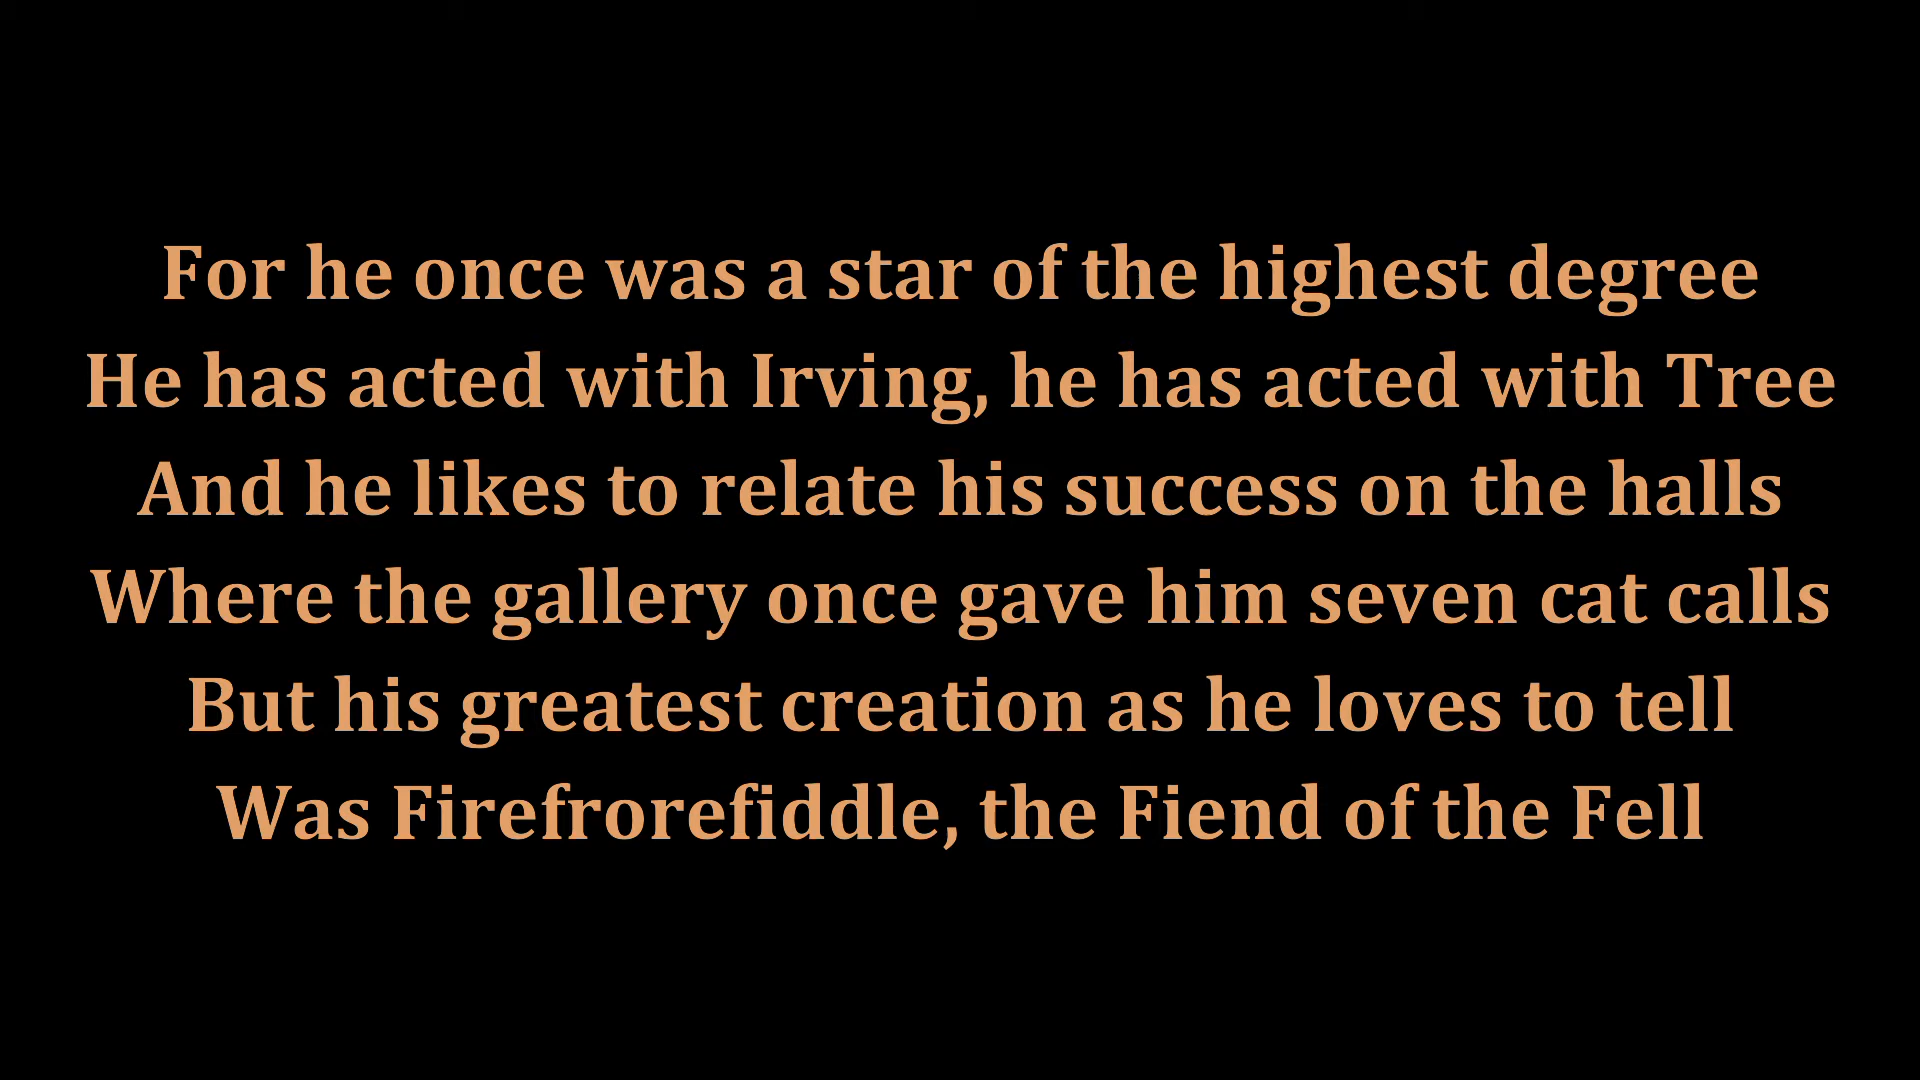 For he once was a star of the highest degree
He has acted with Irving, he has acted with Tree
And he likes to relate his success on the halls
Where the gallery once gave him seven cat calls
But his greatest creation as he loves to tell
Was Firefrorefiddle, the Fiend of the Fell